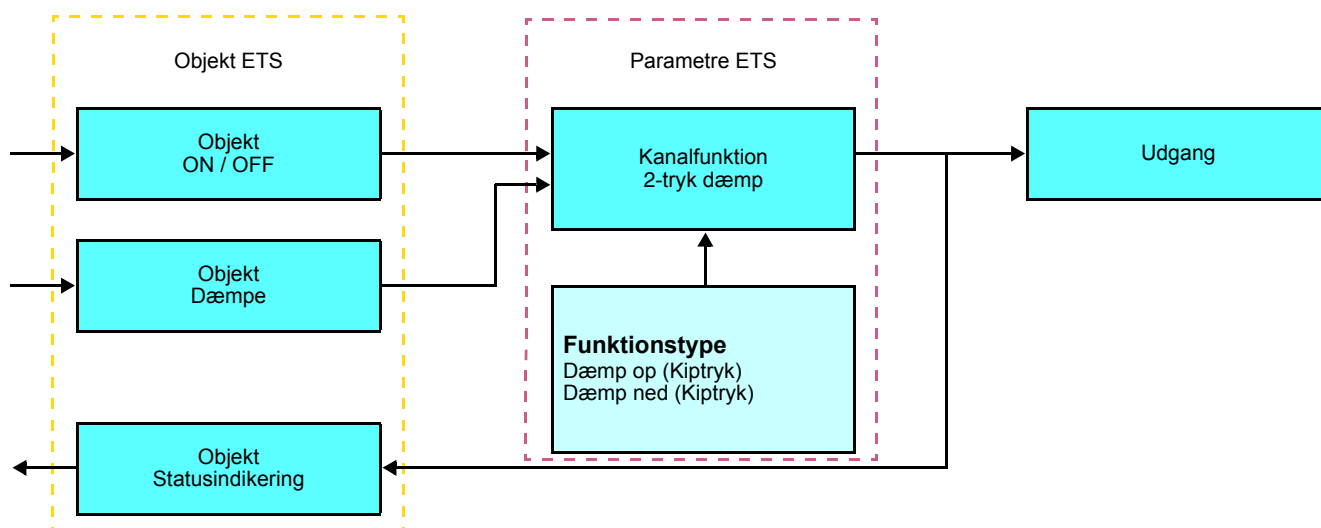 Objekt ETS
Parametre ETS
Objekt
ON / OFF
Kanalfunktion
2-tryk dæmp
Udgang
Objekt
Dæmpe
Funktionstype
Dæmp op (Kiptryk)
Dæmp ned (Kiptryk)
Objekt
Statusindikering